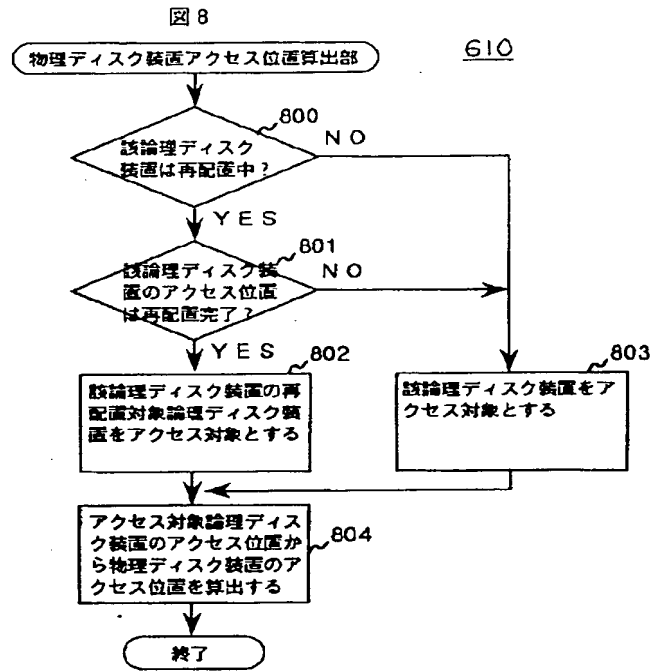 図8
物理ディスク装置アクセス位置算出部
610
800
該論理ディスク
装置は再配置中？
NO
YES
801
該論理ディスク装
置のアクセス位置
は再配置完了？
NO
YES
802
該論理ディスク装置の再
配置対象論理ディスク装
置をアクセス対象とする
803
該論理ディスク装置をア
クセス対象とする
アクセス対象論理ディス
ク装置のアクセス位置か
ら物理ディスク装置のア
クセス位置を算出する
804
終了